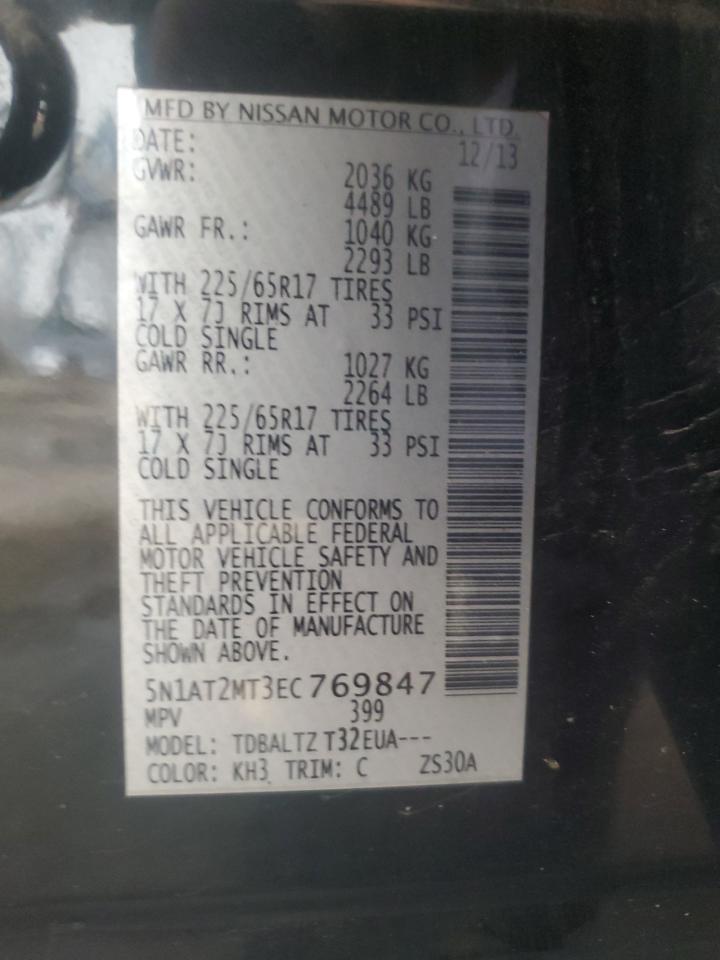 MFD BY NISSAN MOTOR CO., LTD.
DATE: 12/13
GVWR: 2036 KG
4489 LB
GAWR FR.: 1040 KG
2293 LB
WITH 225/65R17 TIRES
17 X 7J RIMS AT 33 PSI
COLD SINGLE
GAWR RR.: 1027 KG
2264 LB
WITH 225/65R17 TIRES
17 X 7J RIMS AT 33 PSI
COLD SINGLE
THIS VEHICLE CONFORMS TO
ALL APPLICABLE FEDERAL
MOTOR VEHICLE SAFETY AND
THEFT PREVENTION
STANDARDS IN EFFECT ON
THE DATE OF MANUFACTURE
SHOWN ABOVE.
5N1AT2MT3EC769847
MPV 399
MODEL: TDBALTZ T32EUA---
COLOR: KH3 TRIM: C ZS30A